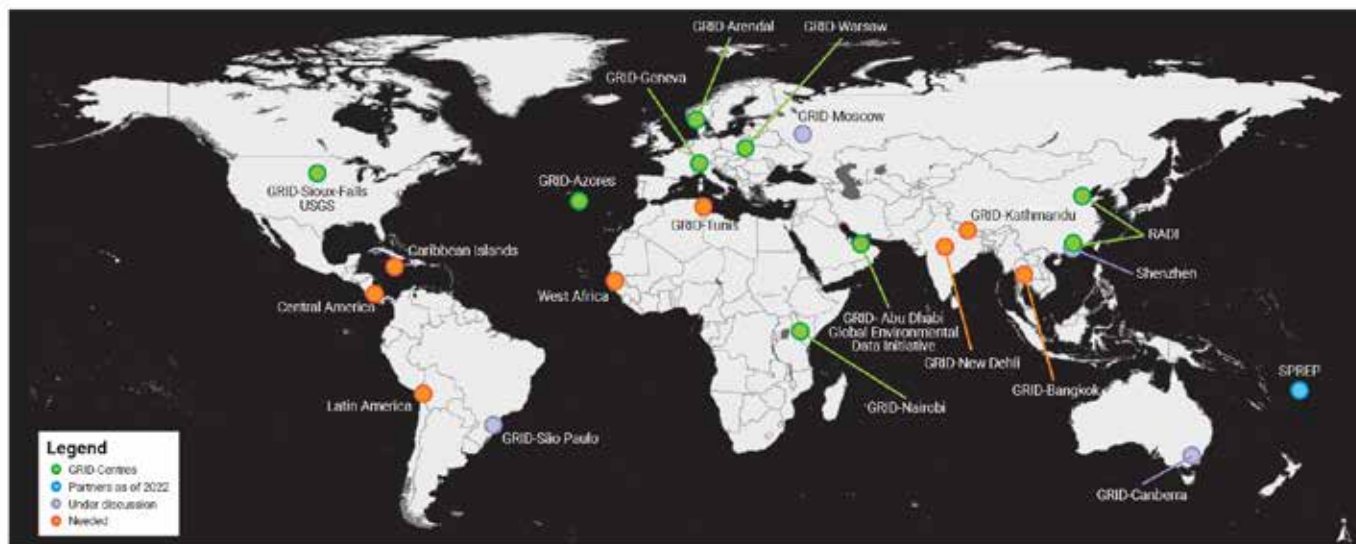 GRID-Arendal
GRID-Warsaw
GRID-Geneva
GRID-Moscow
GRID-Sioux-Falls
USGS
GRID-Azores
GRID-Tunis
GRID-Kathmandu
RADI
Shenzhen
Caribbean Islands
West Africa
Central America
GRID- Abu Dhabi
Global Environmental
Data Initiative
GRID-New Dehli
GRID-Bangkok
SPREP
Latin America
GRID-Nairobi
GRID-São Paulo
GRID-Canberra
Legend
GRID-Centres
Partners as of 2022
Under discussion
Needed